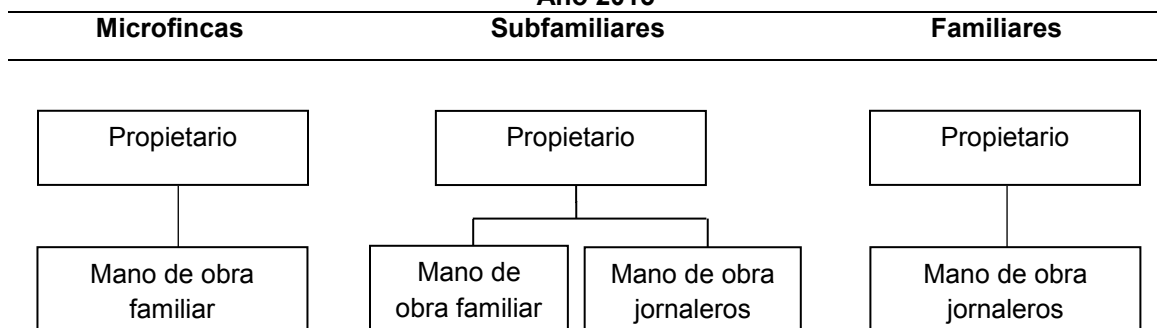 Microfincas Subfamiliares Familiares
Propietario Propietario Propietario
Mano de obra
familiar
Mano de
obra familiar
Mano de obra
jornaleros
Mano de obra
jornaleros